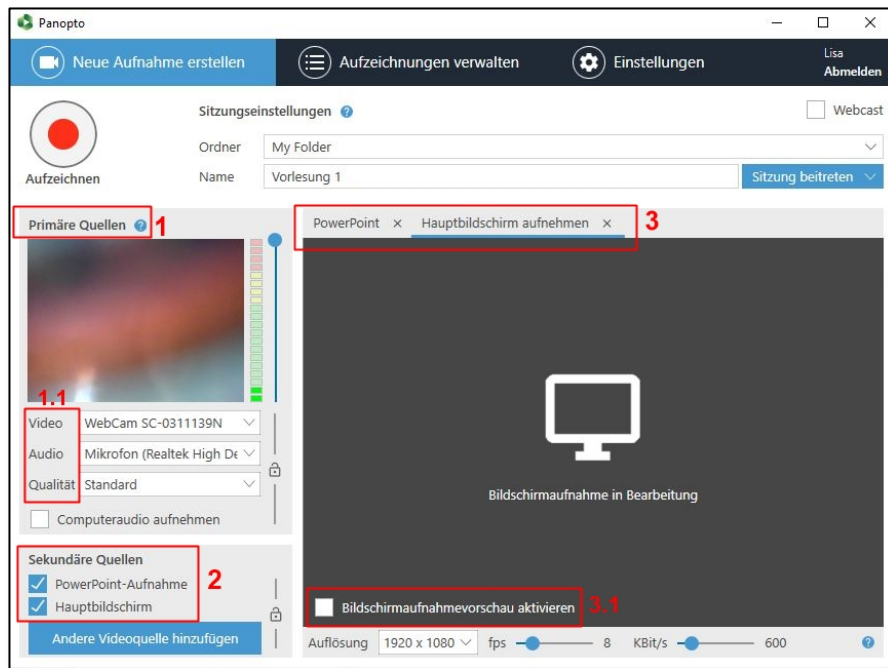 Panopto
Neue Aufnahme erstellen
Aufzeichnungen verwalten
Einstellungen
Lisa
Abmelden
Sitzungseinstellungen ?
Webcast
Ordner My Folder
Aufzeichnen
Name Vorlesung 1 Sitzung beitreten
Primäre Quellen ? 1
PowerPoint × Hauptbildschirm aufnehmen × 3
1.1
Video WebCam SC-0311139N
Audio Mikrofon (Realtek High De
Qualität Standard
Computeraudio aufnehmen
Bildschirmaufnahme in Bearbeitung
Sekundäre Quellen
PowerPoint-Aufnahme 2
Hauptbildschirm
Andere Videoquelle hinzufügen
Bildschirmaufnahmevorschau aktivieren 3.1
Auflösung 1920 x 1080 fps 8 KBit/s 600 ?